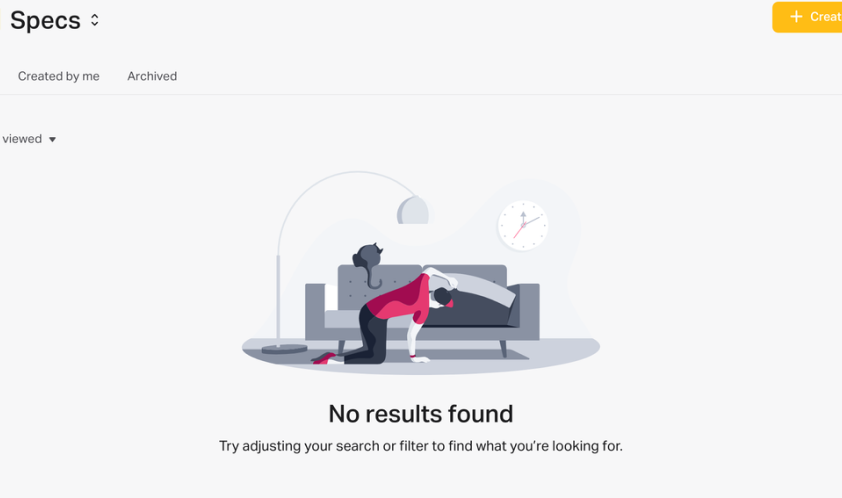 Specs
+ Creat
Created by me Archived
viewed
No results found
Try adjusting your search or filter to find what you’re looking for.